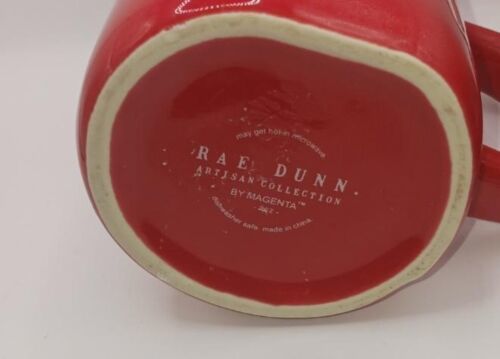 may get hot in microwave
RAE DUNN.
ARTISAN COLLECTION
BY MAGENTA™
dishwasher safe. made in china.